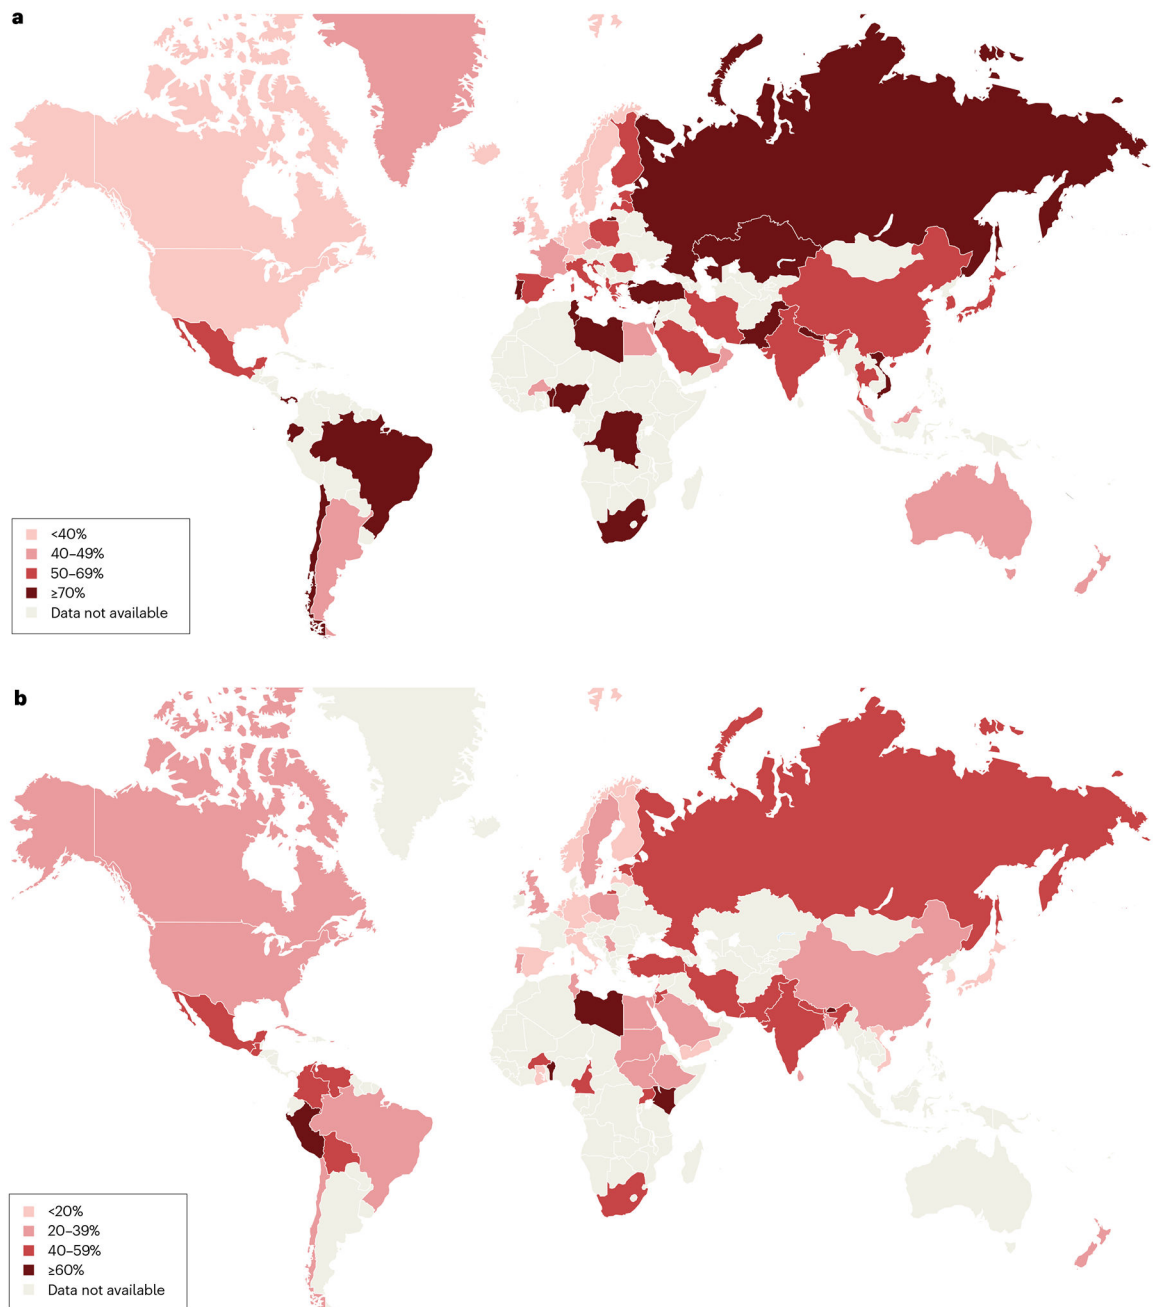 a
<40%
40–49%
50–69%
≥70%
Data not available
b
<20%
20–39%
40–59%
≥60%
Data not available